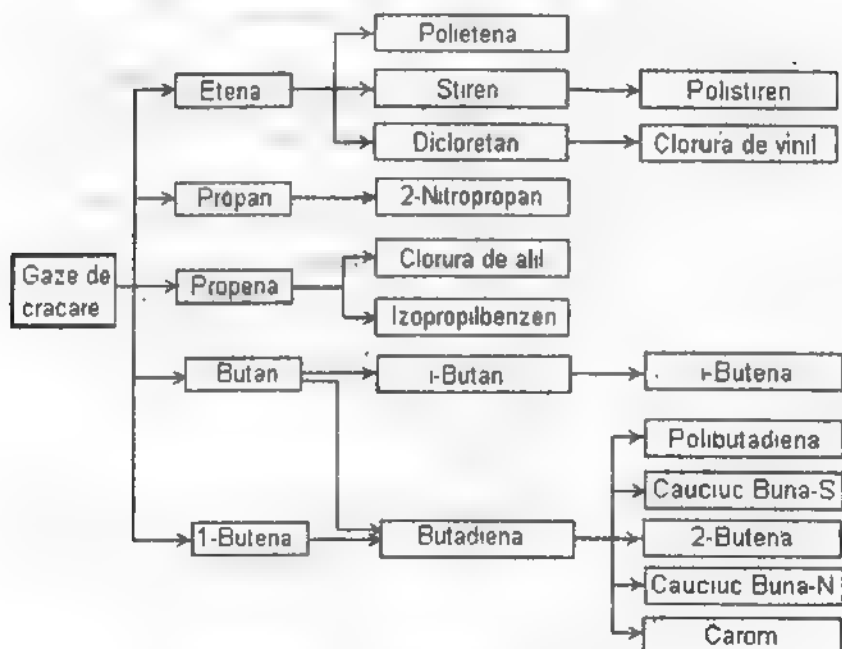 Polietena
Etena
Stiren
Polistiren
Dicloretan
Clorura de vinil
Propan
2-Nitropropan
Gaze de
cracare
Propena
Clorura de alil
Izopropilbenzen
Butan
i-Butan
i-Butena
Polibutadiena
Cauciuc Buna-S
1-Butena
Butadiena
2-Butena
Cauciuc Buna-N
Carom